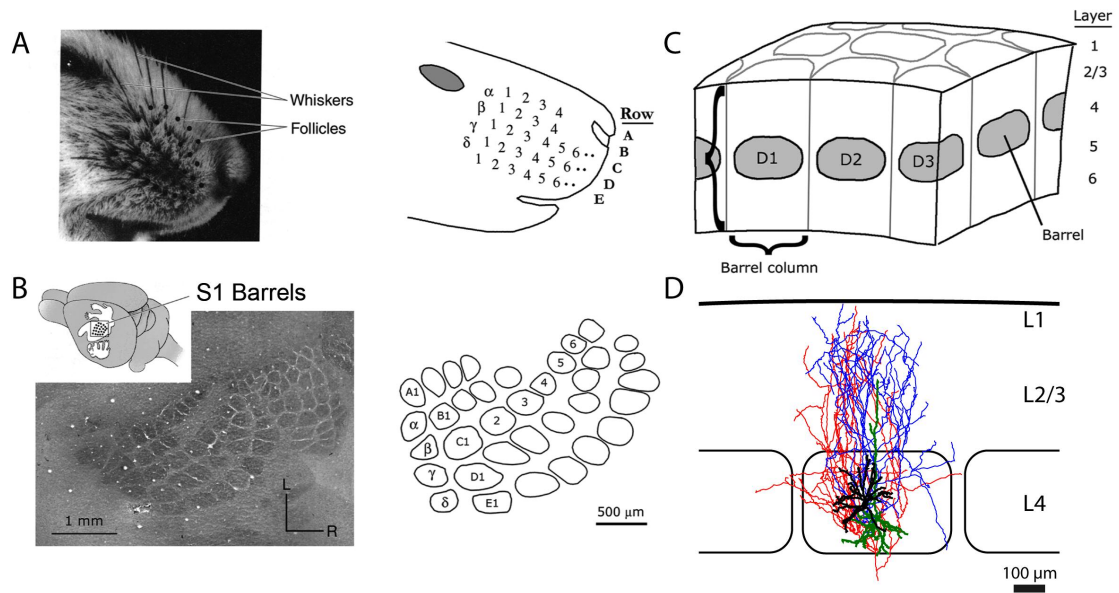 A
Whiskers
Follicles
α 1 2 3 4
β 1 2 3 4
γ 1 2 3 4
δ 1 2 3 4 5 6 ••
1 2 3 4 5 6 ••
2 3 4 5 6 ••
Row
A
B
C
D
E
C
Layer
1
2/3
4
5
6
D1
D2
D3
Barrel
Barrel column
B
S1 Barrels
1 mm
L
R
6
5
4
3
2
A1
B1
C1
D1
E1
α
β
γ
δ
500 μm
D
L1
L2/3
L4
100 μm